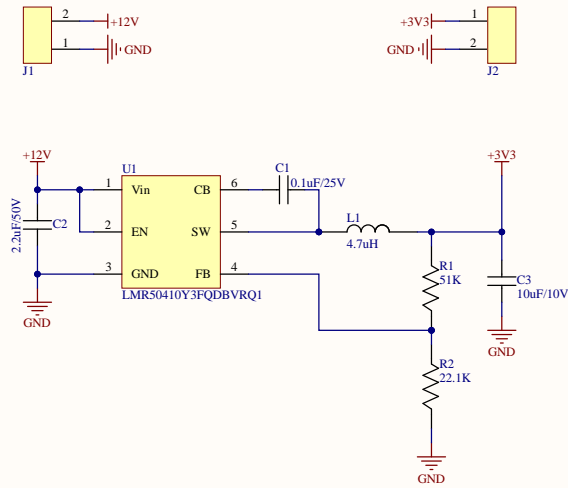 2 +12V +3V3 1
1 GND GND 2
J1 J2
+12V +3V3
U1 C1
1 Vin CB 6 0.1uF/25V
2.2uF/50V C2
L1
2 EN SW 5
4.7uH
R1
3 GND FB 4 51K
C3
LMR50410Y3FQDBVRQ1 10uF/10V
GND
GND
R2
22.1K
GND